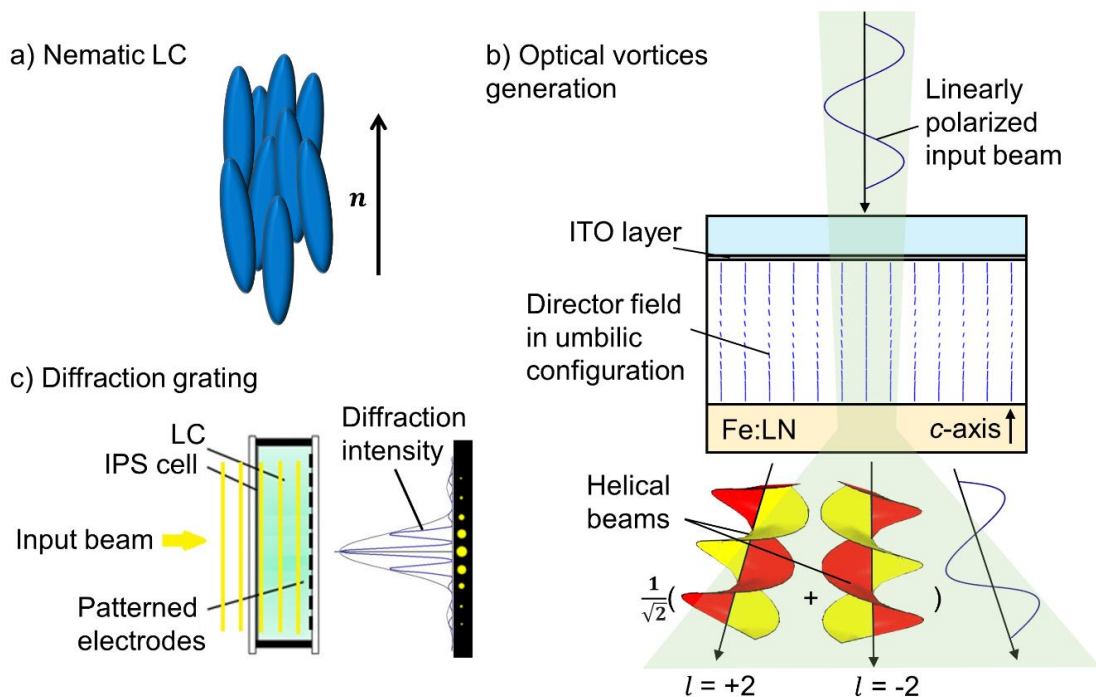 a) Nematic LC
n
b) Optical vortices
generation
Linearly
polarized
input beam
ITO layer
Director field
in umbilic
configuration
Fe:LN
c-axis
Helical
beams
1
√2
(
+
)
l = +2
l = -2
c) Diffraction grating
LC
IPS cell
Input beam
Patterned
electrodes
Diffraction
intensity